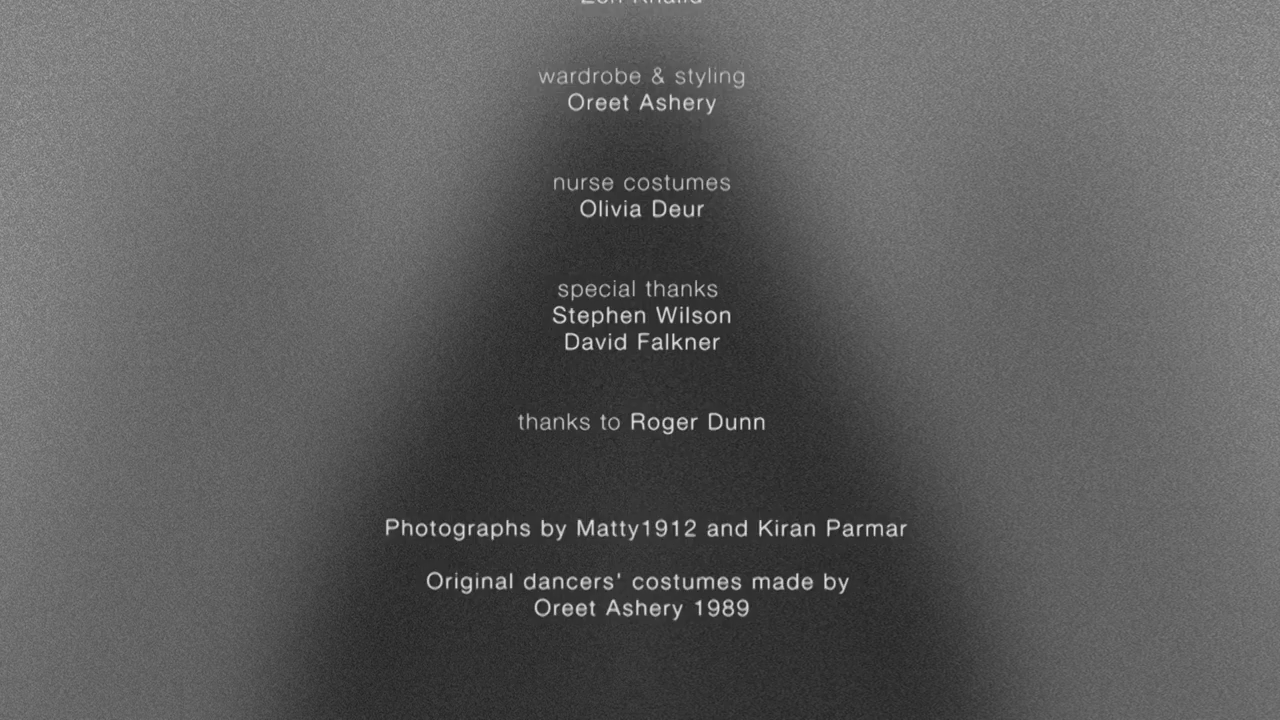 wardrobe & styling
Oreet Ashery
nurse costumes
Olivia Deur
special thanks
Stephen Wilson
David Falkner
thanks to Roger Dunn
Photographs by Matty1912 and Kiran Parmar
Original dancers' costumes made by
Oreet Ashery 1989